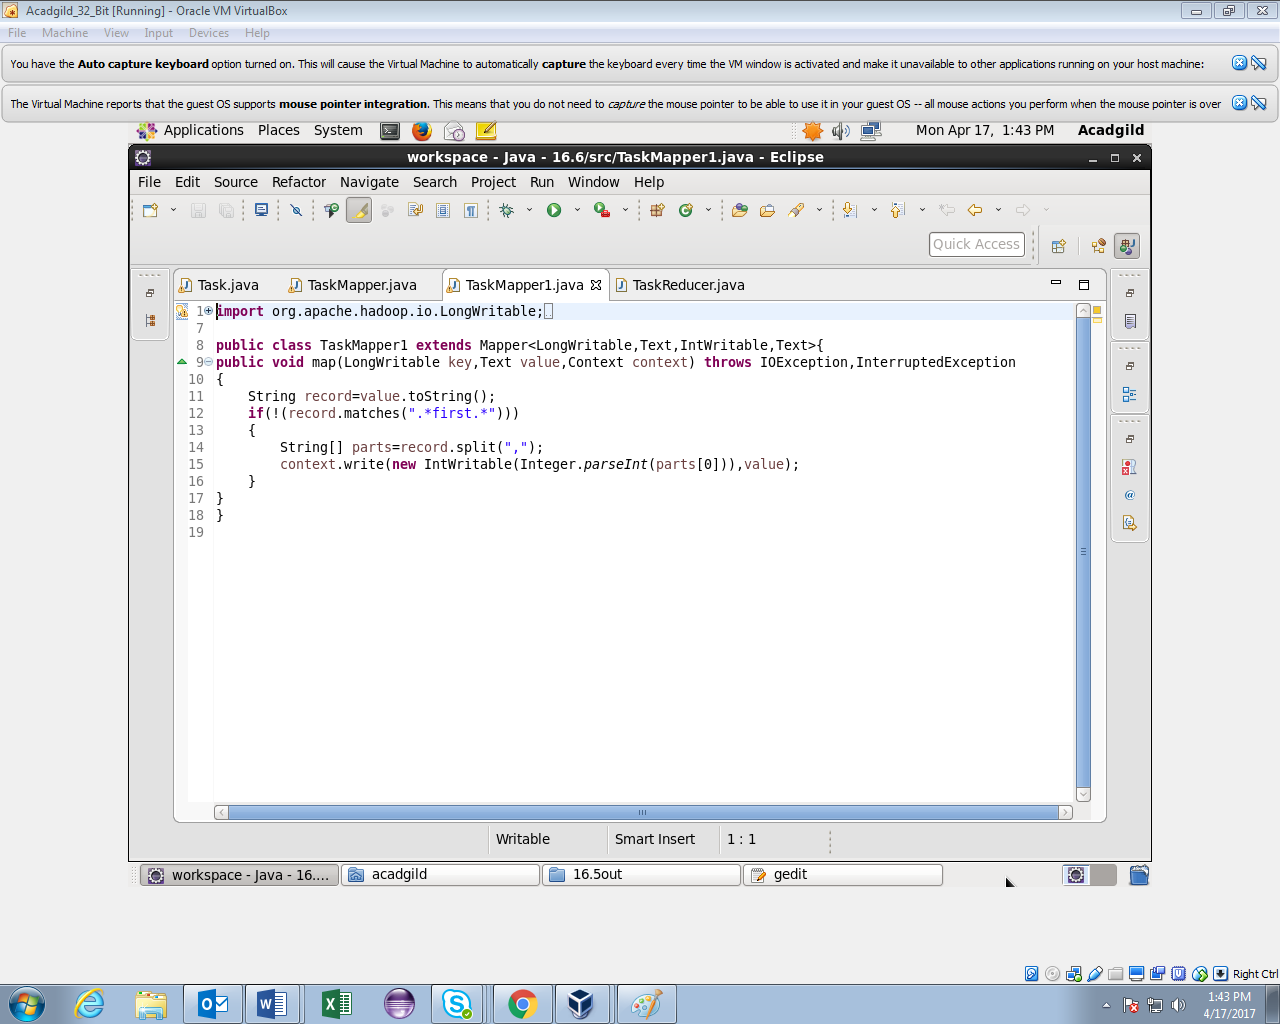 Acadgild_32_Bit [Running] - Oracle VM VirtualBox
File Machine View Input Devices Help
You have the Auto capture keyboard option turned on. This will cause the Virtual Machine to automatically capture the keyboard every time the VM window is activated and make it unavailable to other applications running on your host machine:
The Virtual Machine reports that the guest OS supports mouse pointer integration. This means that you do not need to capture the mouse pointer to be able to use it in your guest OS -- all mouse actions you perform when the mouse pointer is over
Applications Places System Mon Apr 17, 1:43 PM Acadgild
workspace - Java - 16.6/src/TaskMapper1.java - Eclipse
File Edit Source Refactor Navigate Search Project Run Window Help
Quick Access
Task.java TaskMapper.java TaskMapper1.java TaskReducer.java
1 import org.apache.hadoop.io.LongWritable;
7
8 public class TaskMapper1 extends Mapper<LongWritable,Text,IntWritable,Text>{
9 public void map(LongWritable key,Text value,Context context) throws IOException,InterruptedException
10 {
11 String record=value.toString();
12 if(!(record.matches(".*first.*")))
13 {
14 String[] parts=record.split(",");
15 context.write(new IntWritable(Integer.parseInt(parts[0])),value);
16 }
17 }
18 }
19
Writable Smart Insert 1 : 1
workspace - Java - 16.... acadgild 16.5out gedit
Right Ctrl
1:43 PM
4/17/2017